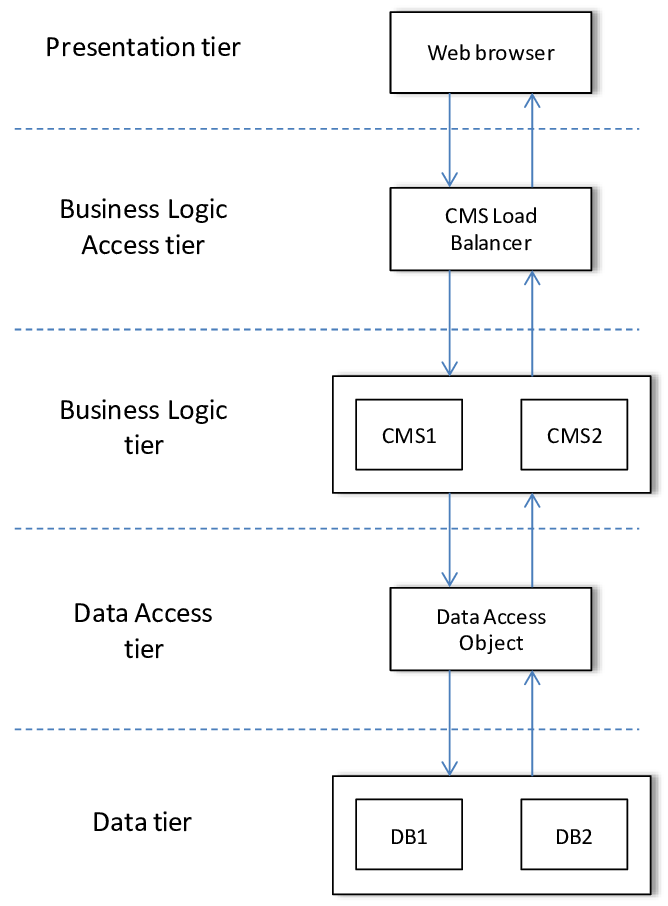 Presentation tier
Web browser
Business Logic
Access tier
CMS Load
Balancer
Business Logic
tier
CMS1
CMS2
Data Access
tier
Data Access
Object
Data tier
DB1
DB2